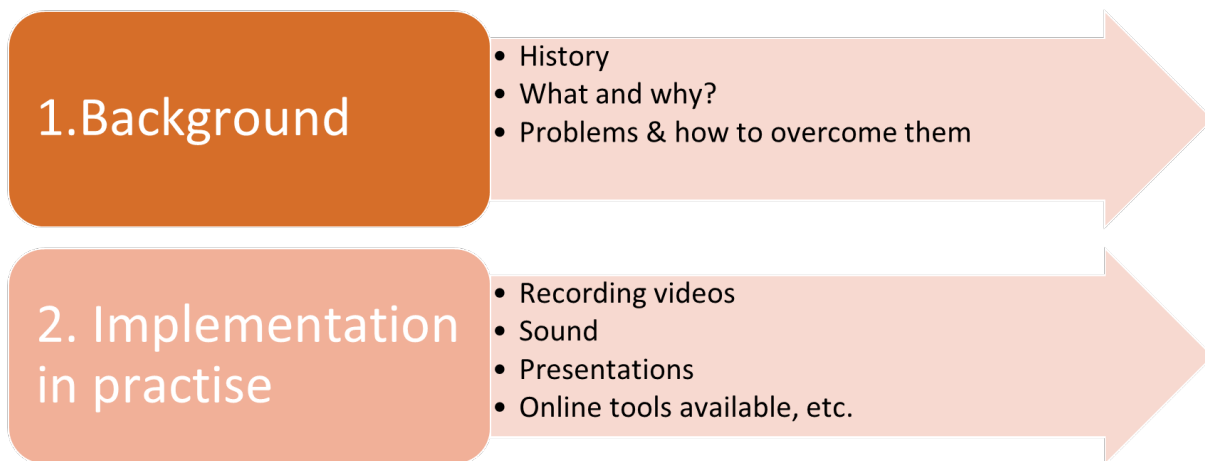 1.Background
• History
• What and why?
• Problems & how to overcome them
2. Implementation
in practise
• Recording videos
• Sound
• Presentations
• Online tools available, etc.